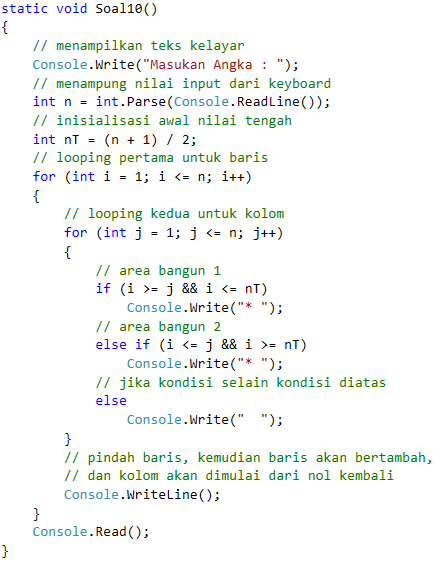 static void Soal10()
{
    // menampilkan teks kelayar
    Console.Write("Masukan Angka : ");
    // menampung nilai input dari keyboard
    int n = int.Parse(Console.ReadLine());
    // inisialisasi awal nilai tengah
    int nT = (n + 1) / 2;
    // looping pertama untuk baris
    for (int i = 1; i <= n; i++)
    {
        // looping kedua untuk kolom
        for (int j = 1; j <= n; j++)
        {
            // area bangun 1
            if (i >= j && i <= nT)
                Console.Write("* ");
            // area bangun 2
            else if (i <= j && i >= nT)
                Console.Write("* ");
            // jika kondisi selain kondisi diatas
            else
                Console.Write("  ");
        }
        // pindah baris, kemudian baris akan bertambah,
        // dan kolom akan dimulai dari nol kembali
        Console.WriteLine();
    }
    Console.Read();
}